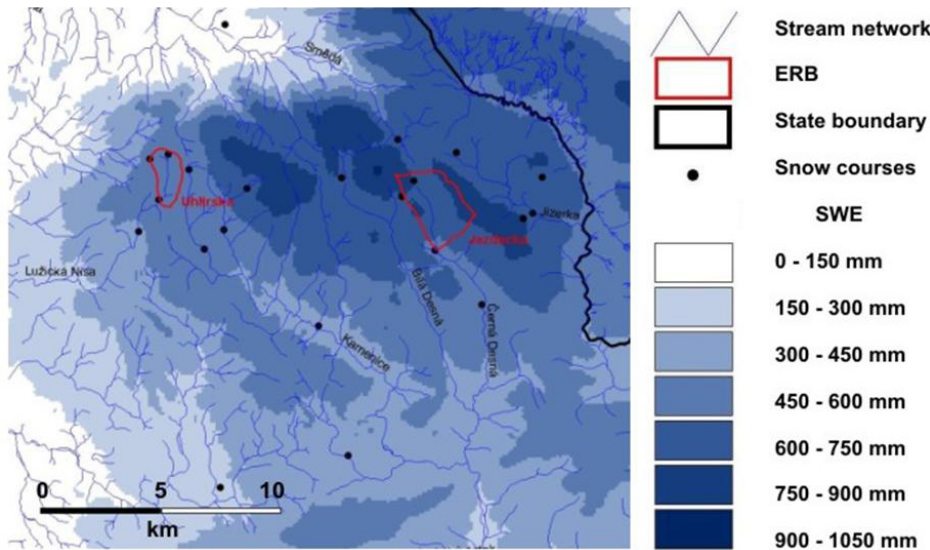 Smědá
Uhlířská
Jezdecká
Jizerka
Lužická Nisa
Bílá Desná
Černá Desná
Kamenice
0 5 10
km
Stream network
ERB
State boundary
Snow courses
SWE
0 - 150 mm
150 - 300 mm
300 - 450 mm
450 - 600 mm
600 - 750 mm
750 - 900 mm
900 - 1050 mm